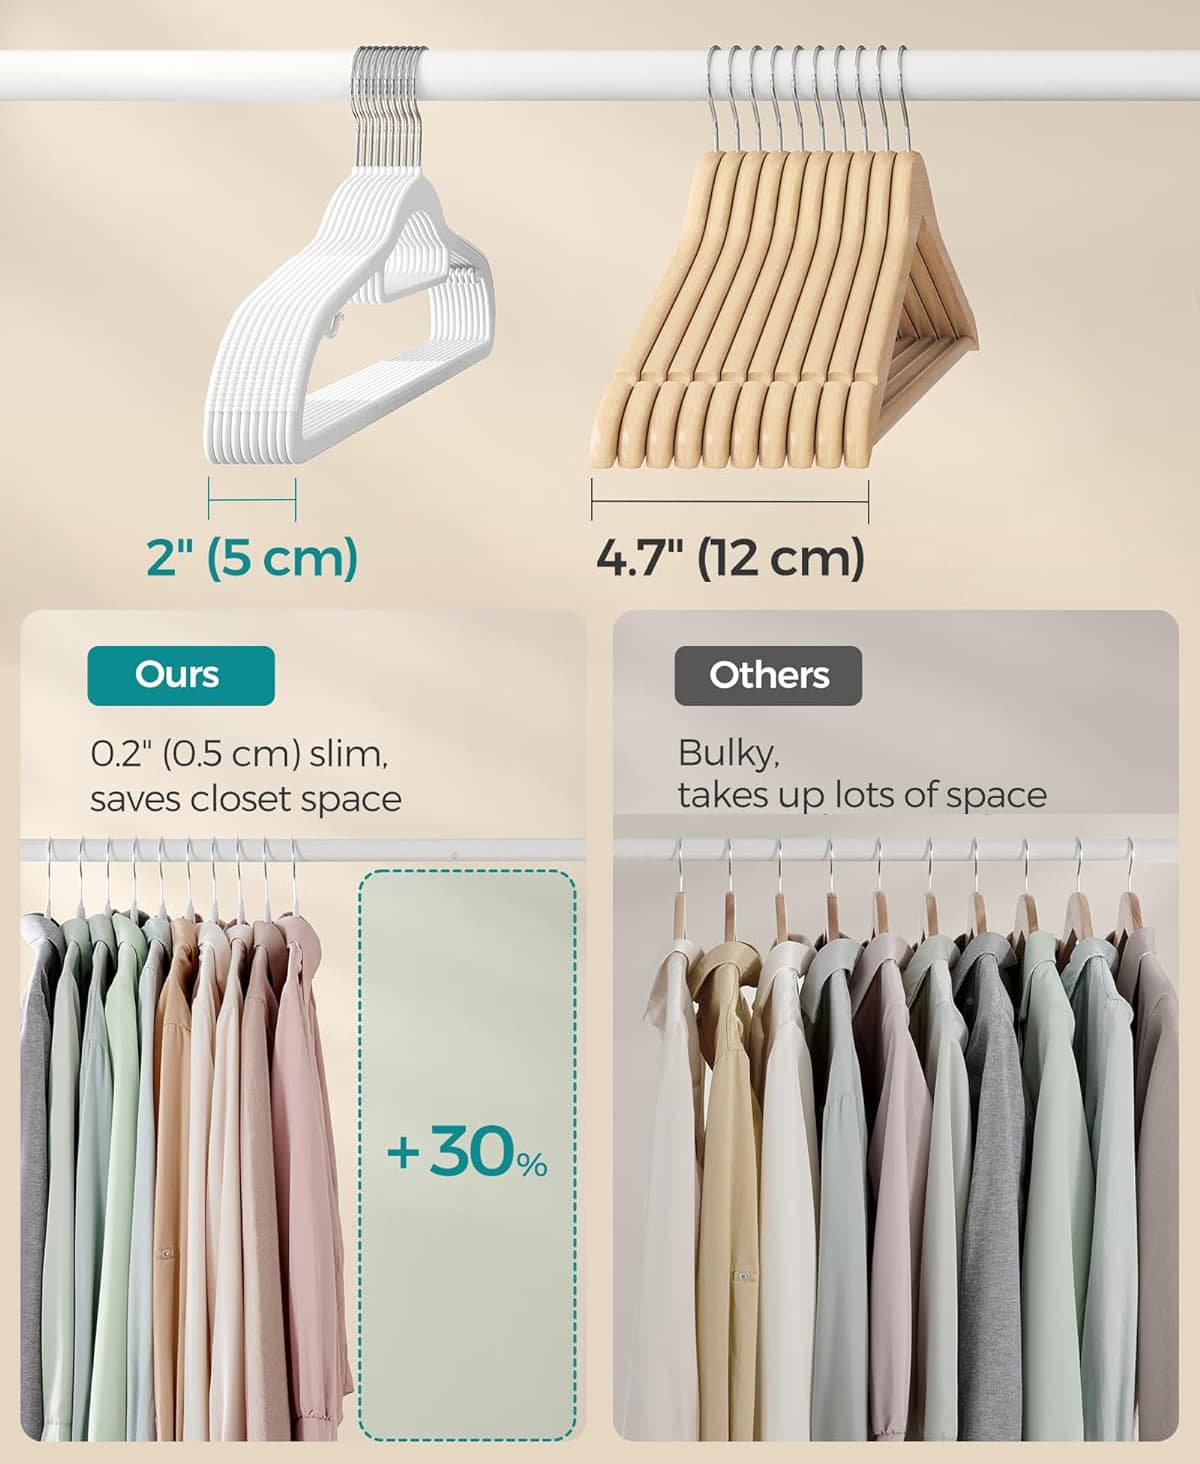 2" (5 cm)
4.7" (12 cm)
Ours
0.2" (0.5 cm) slim,
saves closet space
Others
Bulky,
takes up lots of space
+30%